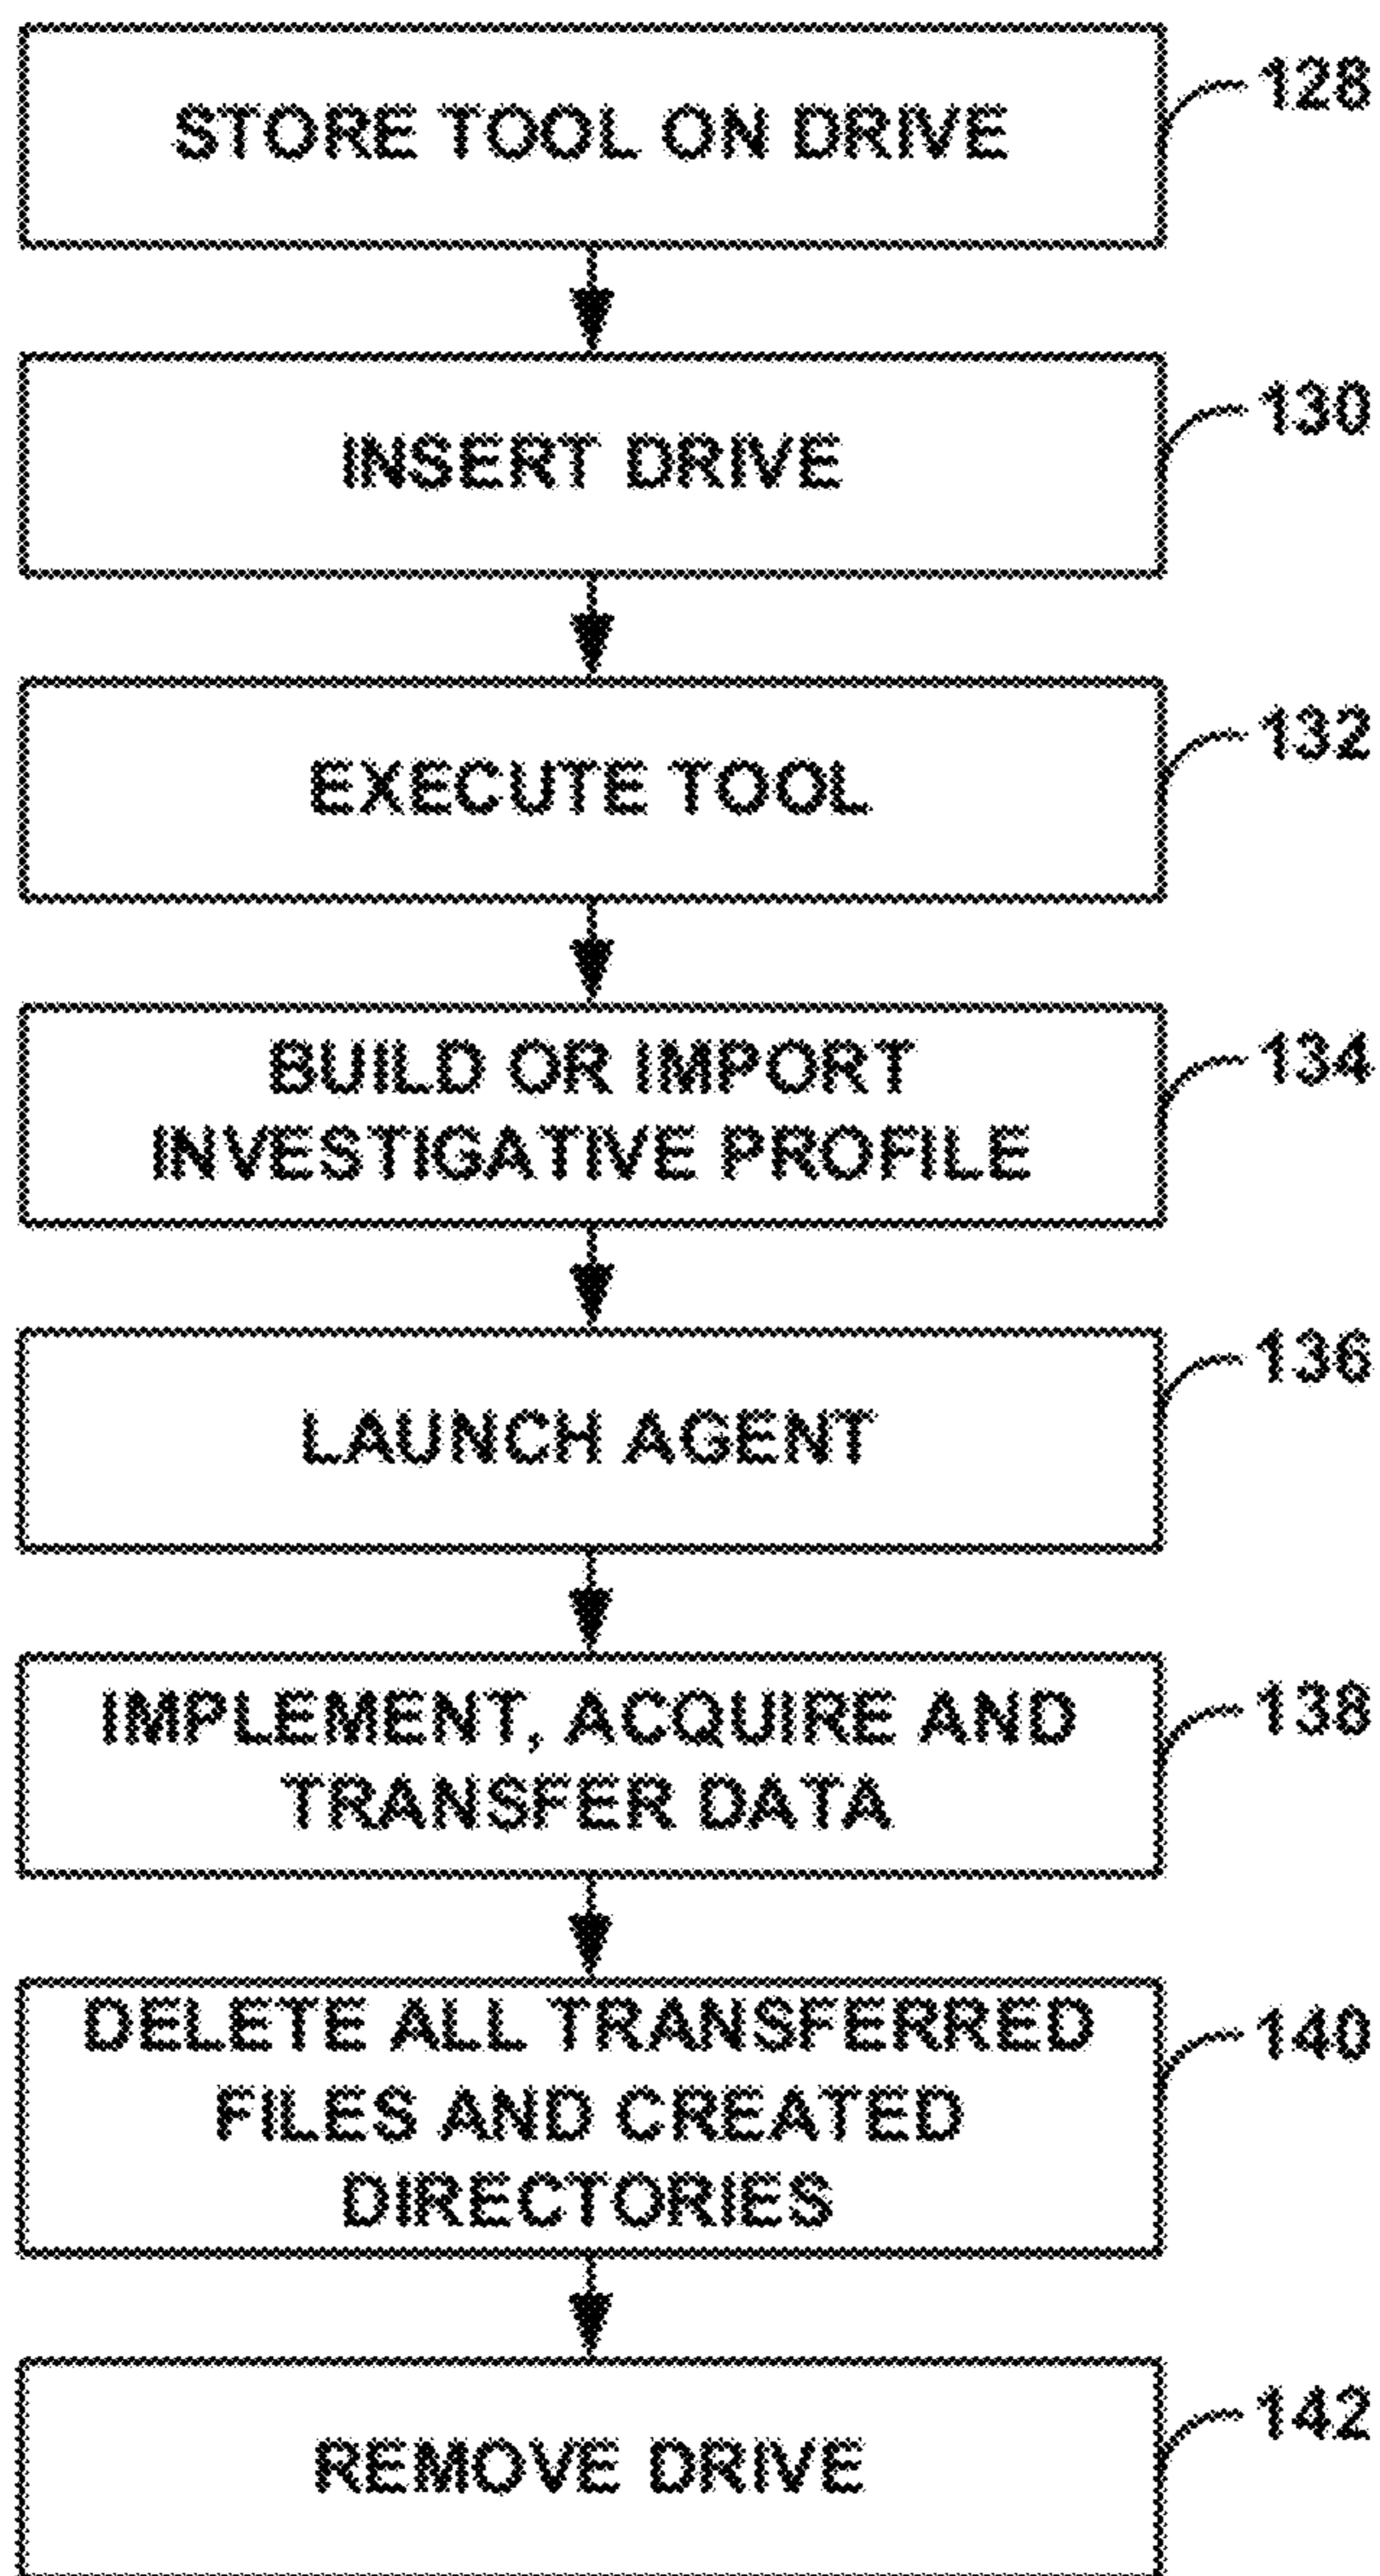 STORE TOOL ON DRIVE
128
INSERT DRIVE
130
EXECUTE TOOL
132
BUILD OR IMPORT
INVESTIGATIVE PROFILE
134
LAUNCH AGENT
136
IMPLEMENT, ACQUIRE AND
TRANSFER DATA
138
DELETE ALL TRANSFERRED
FILES AND CREATED
DIRECTORIES
140
REMOVE DRIVE
142